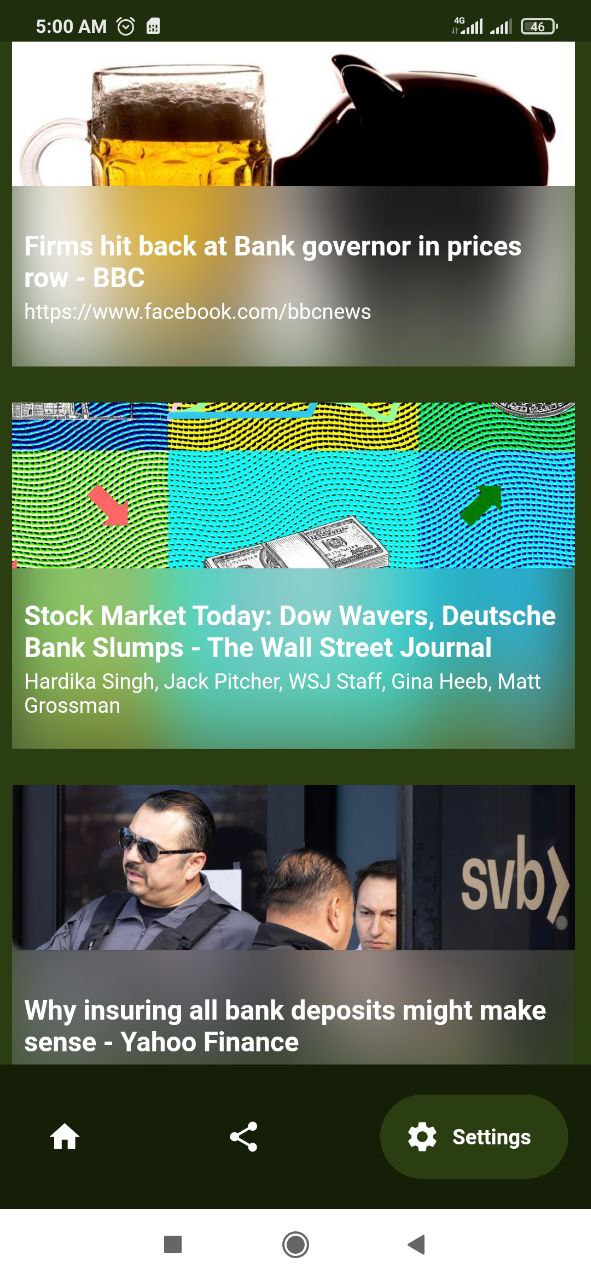 5:00 AM 4G 46
Firms hit back at Bank governor in prices
row - BBC
https://www.facebook.com/bbcnews
Stock Market Today: Dow Wavers, Deutsche
Bank Slumps - The Wall Street Journal
Hardika Singh, Jack Pitcher, WSJ Staff, Gina Heeb, Matt
Grossman
svb
Why insuring all bank deposits might make
sense - Yahoo Finance
Settings